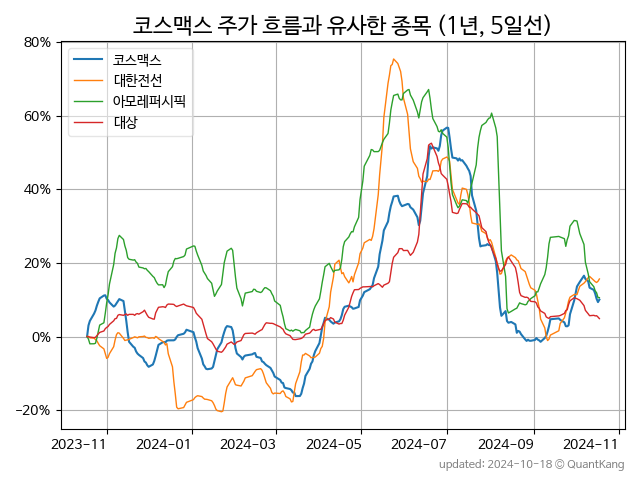 코스맥스 주가 흐름과 유사한 종목 (1년, 5일선)
코스맥스
대한전선
아모레퍼시픽
대상
80%
60%
40%
20%
0%
−20%
2023-11 2024-01 2024-03 2024-05 2024-07 2024-09 2024-11
updated: 2024-10-18 © QuantKang